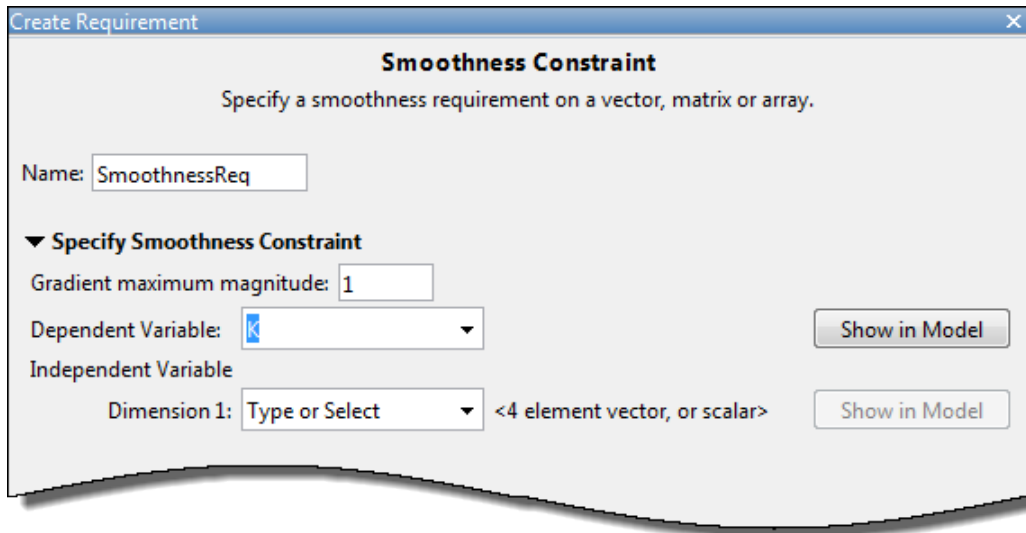 Create Requirement
Smoothness Constraint
Specify a smoothness requirement on a vector, matrix or array.
Name: SmoothnessReq
Specify Smoothness Constraint
Gradient maximum magnitude: 1
Dependent Variable: K Show in Model
Independent Variable
Dimension 1: Type or Select <4 element vector, or scalar> Show in Model